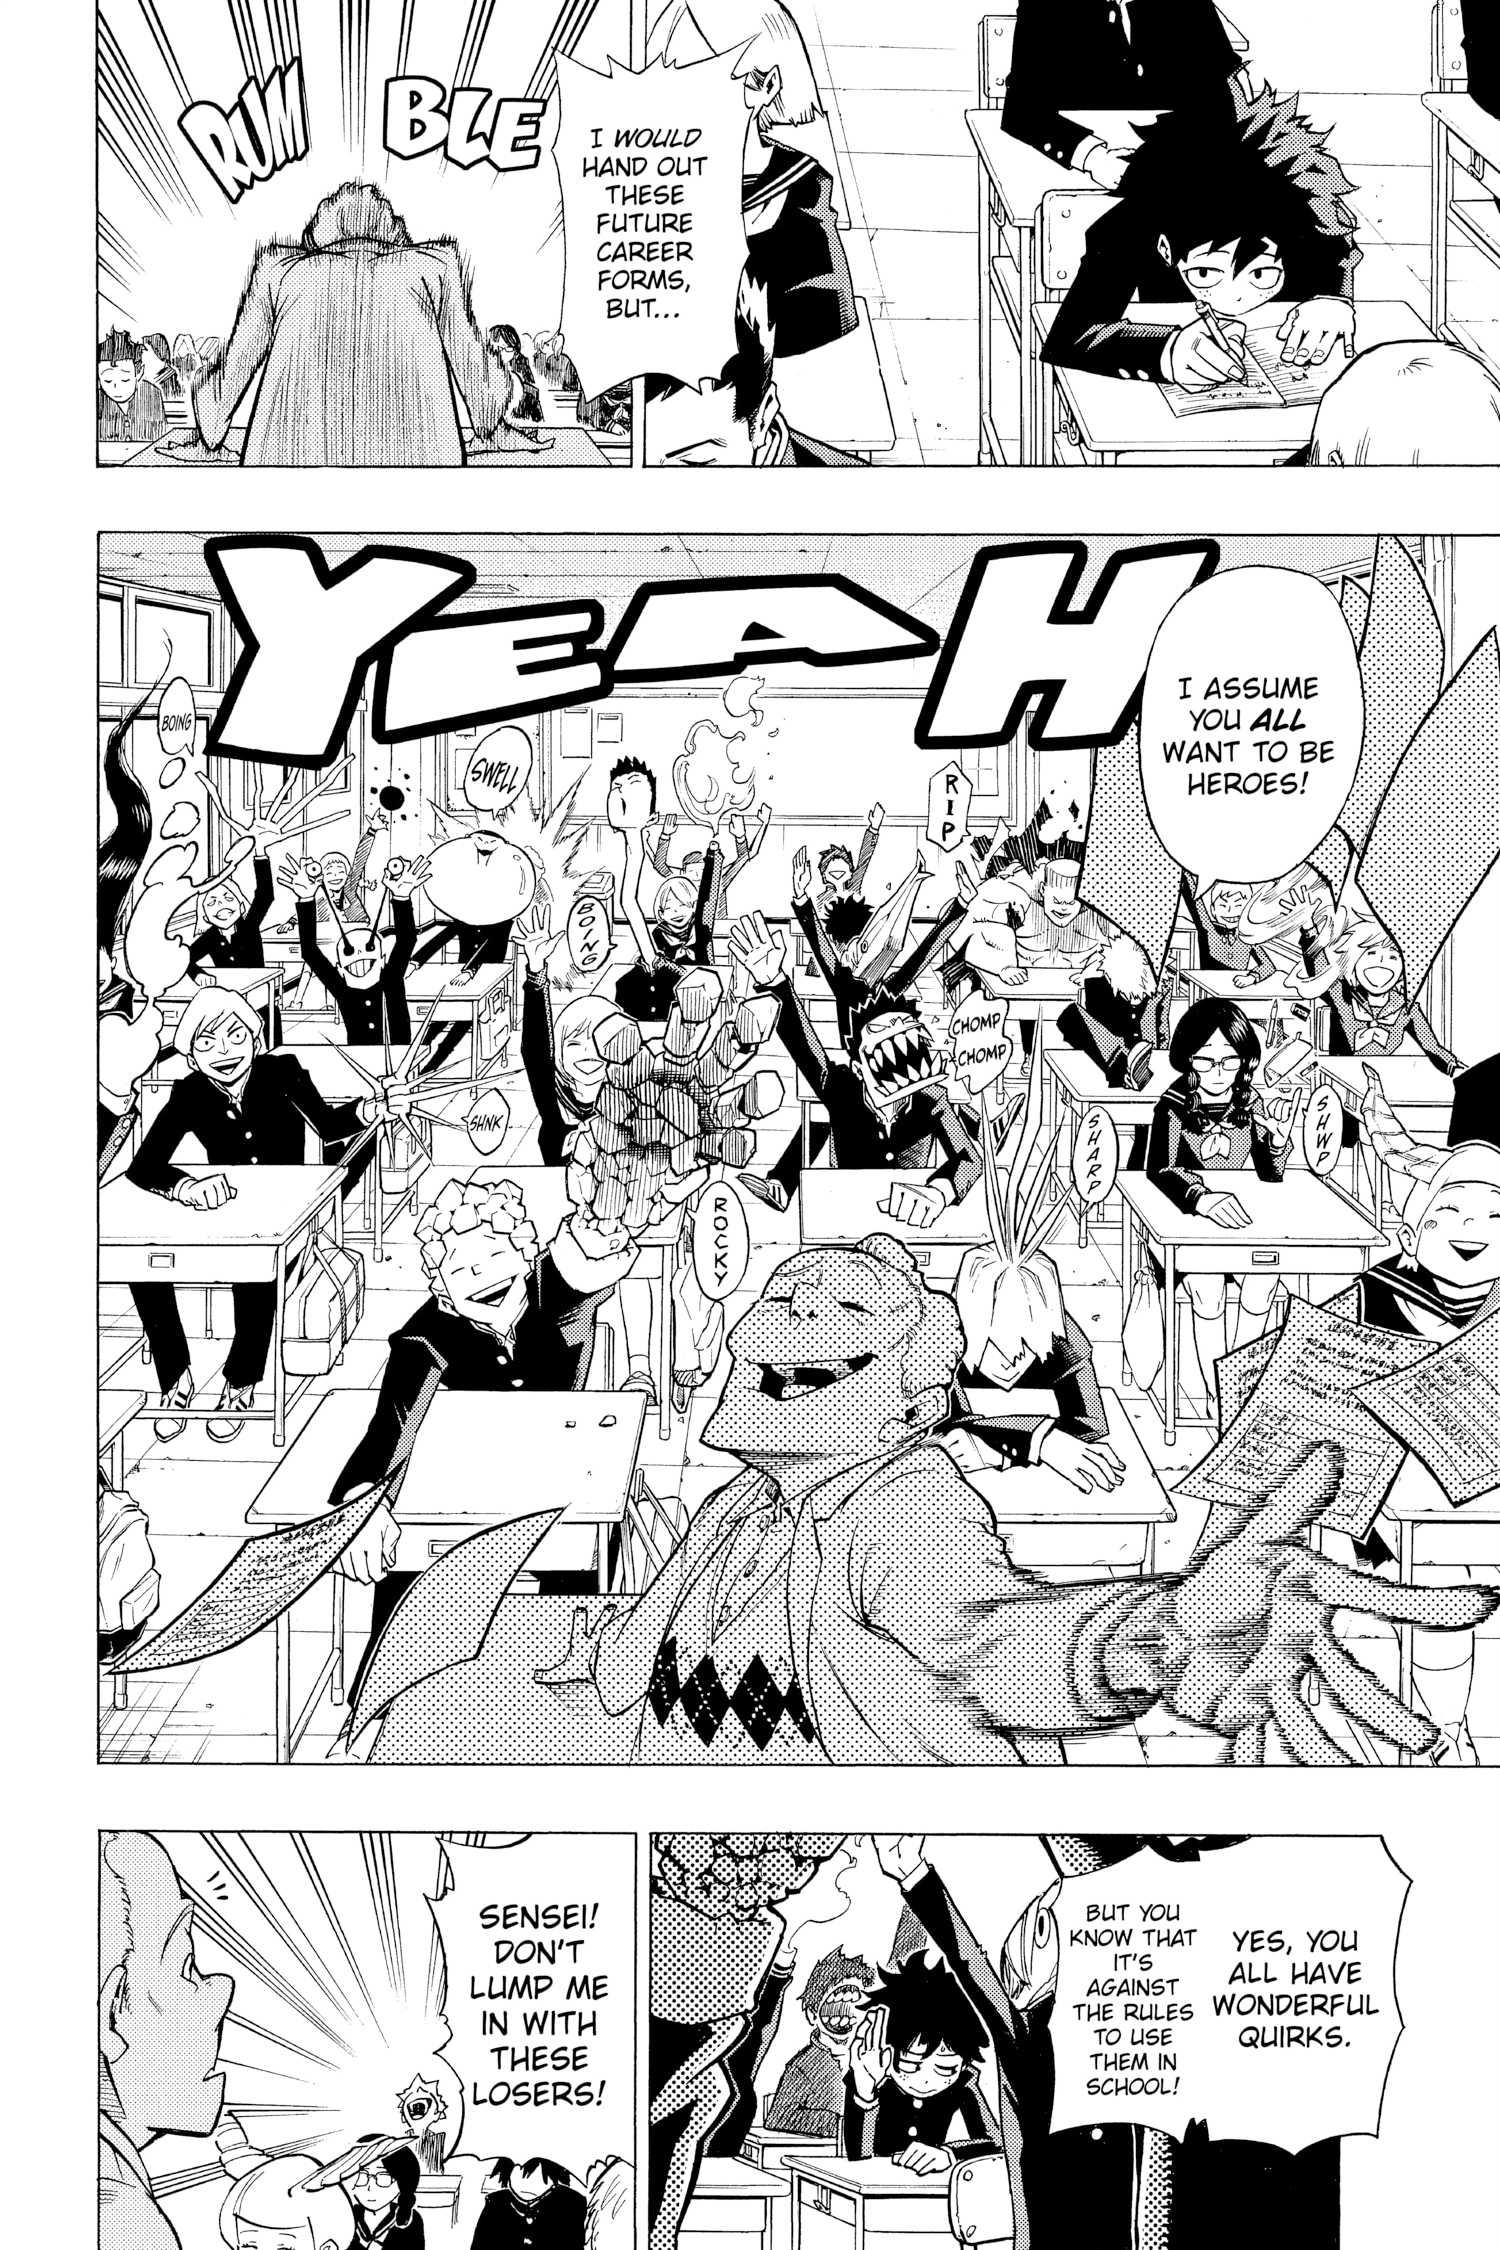 I WOULD
HAND OUT
THESE
FUTURE
CAREER
FORMS,
BUT...
RUM
BLE
I ASSUME
YOU ALL
WANT TO BE
HEROES!
YEAH
RIP
SWELL
BOING
BOING
CHOMP
CHOMP
SHWP
SHARP
ROCKY
SHNK
YES, YOU
ALL HAVE
WONDERFUL
QUIRKS.
BUT YOU
KNOW THAT
IT'S
AGAINST
THE RULES
TO USE
THEM IN
SCHOOL!
SENSEI!
DON'T
LUMP ME
IN WITH
THESE
LOSERS!